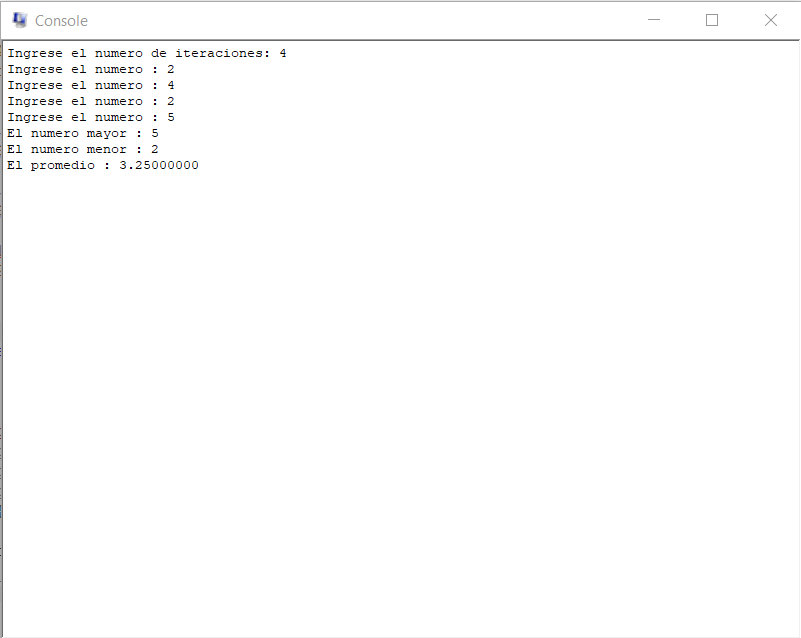 Console
Ingrese el numero de iteraciones: 4
Ingrese el numero : 2
Ingrese el numero : 4
Ingrese el numero : 2
Ingrese el numero : 5
El numero mayor : 5
El numero menor : 2
El promedio : 3.25000000